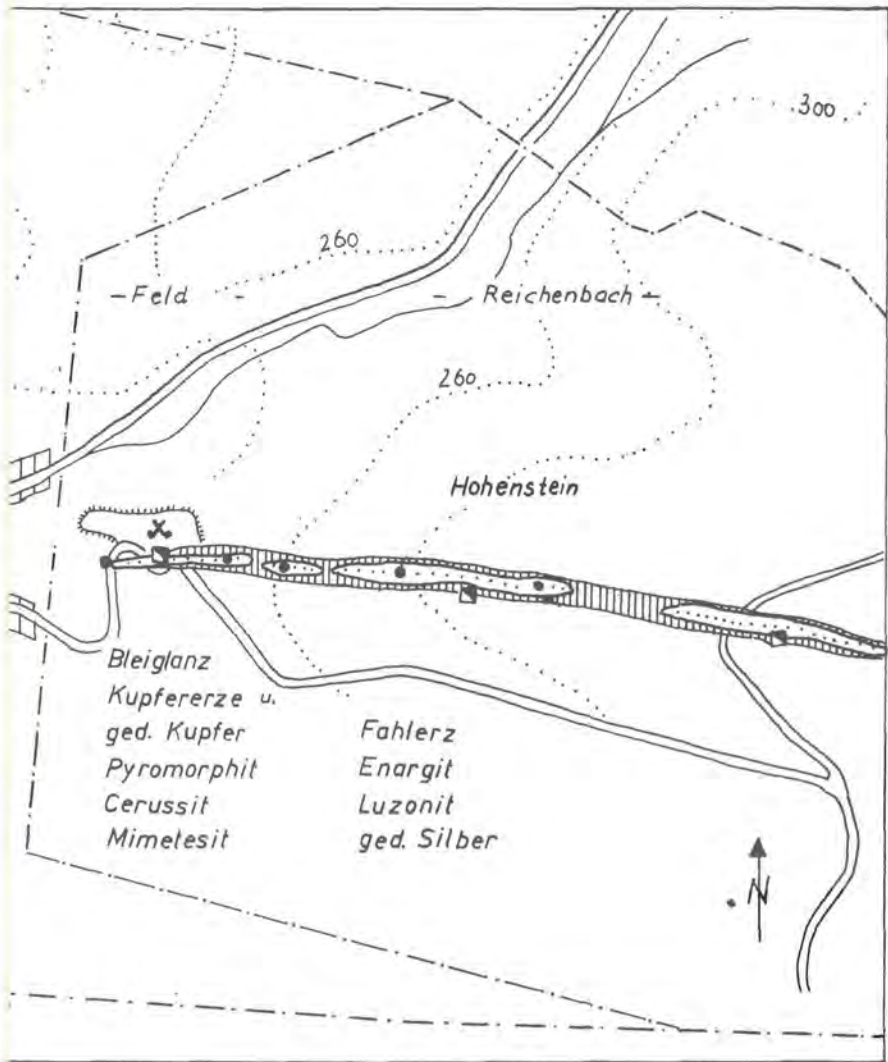 300
260
– Feld – – Reichenbach –
260
Hohenstein
Bleiglanz
Kupfererze u.
ged. Kupfer
Pyromorphit
Cerussit
Mimetesit
Fahlerz
Enargit
Luzonit
ged. Silber
N